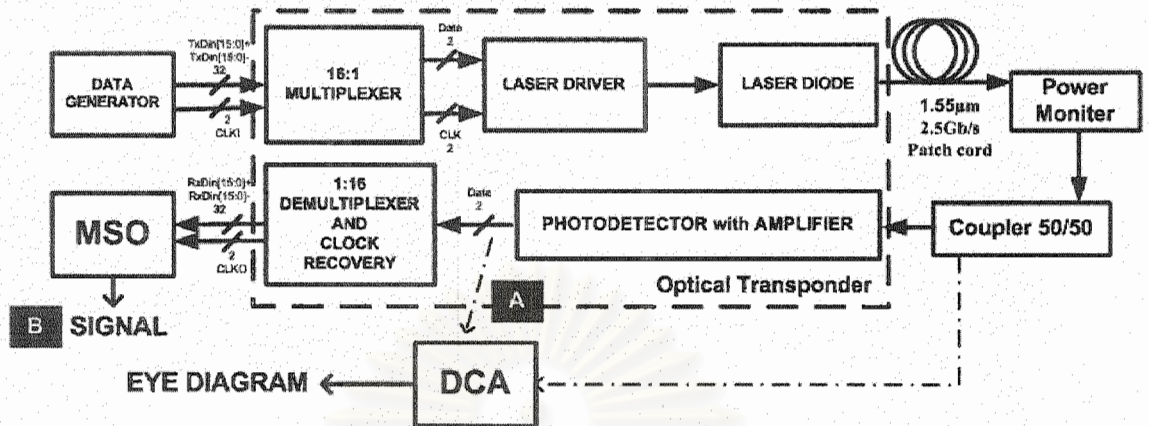 DATA
GENERATOR
TxDin[15:0]+
TxDin[15:0]-
32
2
CLKI
16:1
MULTIPLEXER
Data
2
CLK
2
LASER DRIVER
LASER DIODE
1.55µm
2.5Gb/s
Patch cord
Power
Moniter
MSO
RxDin[15:0]+
RxDin[15:0]-
32
2
CLKO
1:16
DEMULTIPLEXER
AND
CLOCK
RECOVERY
Data
2
PHOTODETECTOR with AMPLIFIER
Coupler 50/50
Optical Transponder
A
B SIGNAL
EYE DIAGRAM
DCA